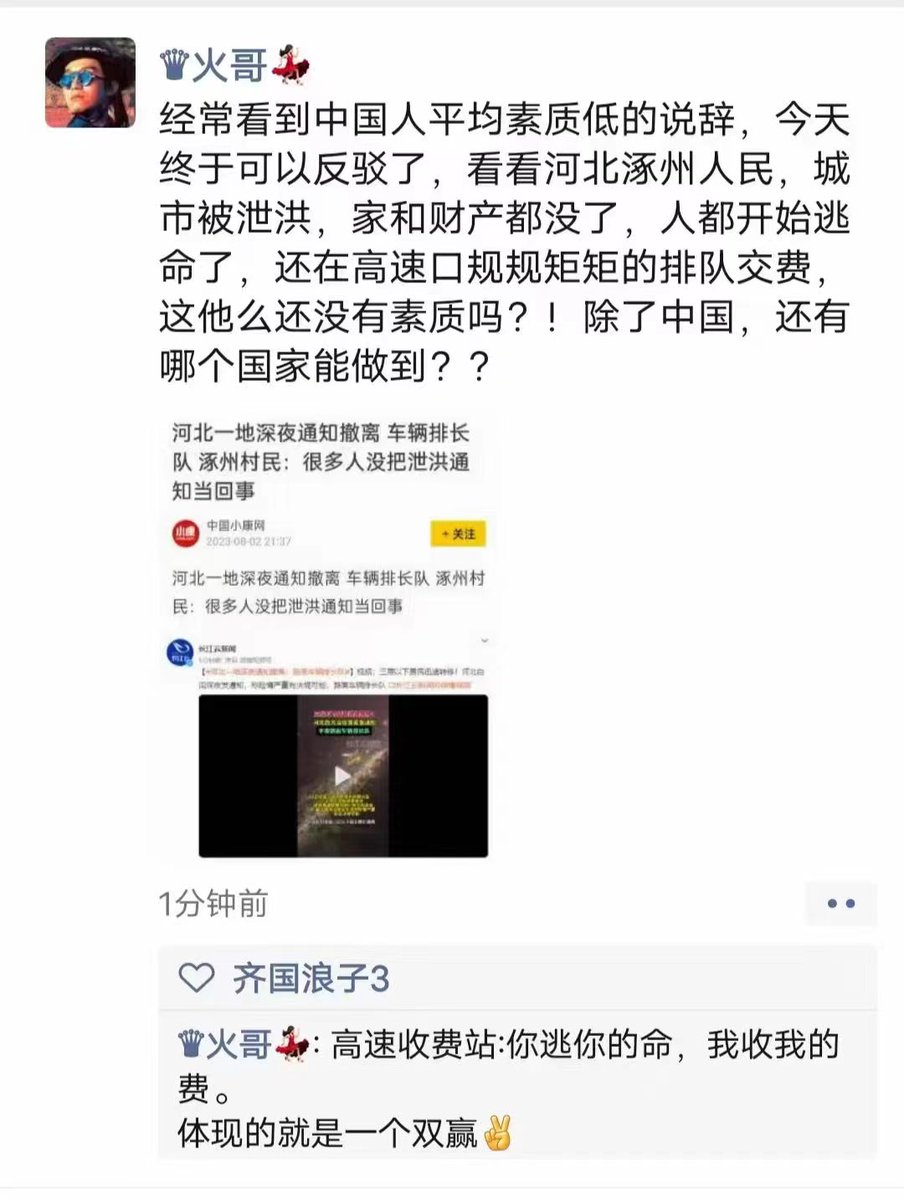 火哥
经常看到中国人平均素质低的说辞，今天
终于可以反驳了，看看河北涿州人民，城
市被泄洪，家和财产都没了，人都开始逃
命了，还在高速口规规矩矩的排队交费，
这他么还没有素质吗？！除了中国，还有
哪个国家能做到？？
河北一地深夜通知撤离 车辆排长
队 涿州村民：很多人没把泄洪通
知当回事
小康
中国小康网
2023-08-02 21:37
+关注
河北一地深夜通知撤离 车辆排长队 涿州村
民：很多人没把泄洪通知当回事
长江云新闻
1分钟前
齐国浪子3
火哥: 高速收费站:你逃你的命，我收我的
费。
体现的就是一个双赢✌